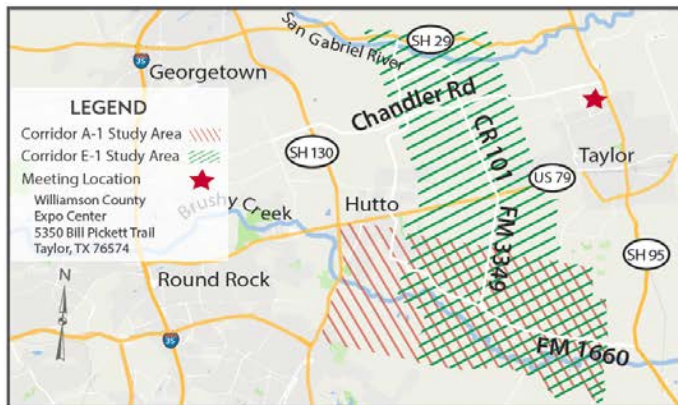 San Gabriel River
SH 29
35
Georgetown
Chandler Rd
LEGEND
Corridor A-1 Study Area
Corridor E-1 Study Area
Meeting Location
Williamson County
Expo Center
5350 Bill Pickett Trail
Taylor, TX 76574
SH 130
CR 101
Taylor
US 79
Brushy Creek
Hutto
FM 3349
SH 95
N
Round Rock
35
FM 1660